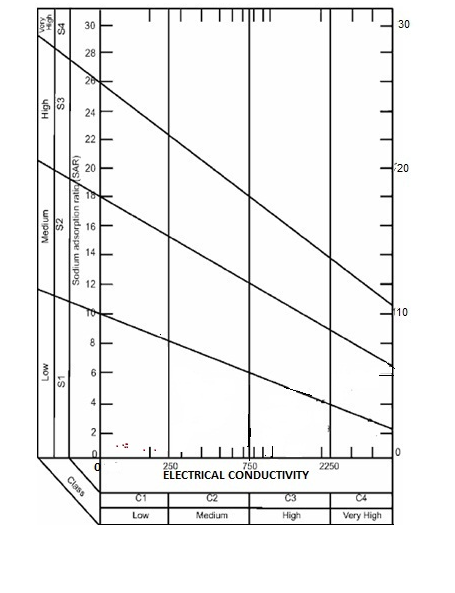 Very High
S4
High
S3
Medium
S2
Low
S1
Sodium adsorption ratio (SAR)
30
28
26
24
22
20
18
16
14
12
10
8
6
4
2
0
30
20
10
0
0 250 750 2250
ELECTRICAL CONDUCTIVITY
Class
C1 C2 C3 C4
Low Medium High Very High